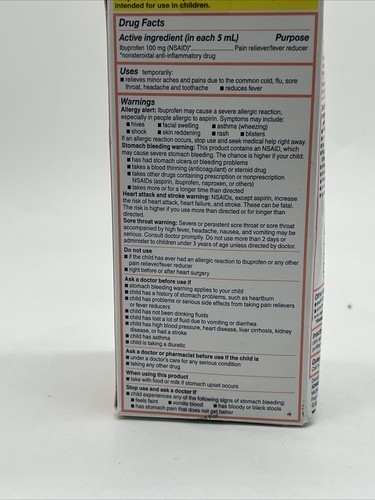 intended for use in children.
Drug Facts
Active ingredient (in each 5 mL) Purpose
Ibuprofen 100 mg (NSAID)* Pain reliever/fever reducer
*nonsteroidal anti-inflammatory drug
Uses temporarily:
■ relieves minor aches and pains due to the common cold, flu, sore
throat, headache and toothache ■ reduces fever
Warnings
Allergy alert: Ibuprofen may cause a severe allergic reaction,
especially in people allergic to aspirin. Symptoms may include:
■ hives ■ facial swelling ■ asthma (wheezing)
■ shock ■ skin reddening ■ rash ■ blisters
If an allergic reaction occurs, stop use and seek medical help right away.
Stomach bleeding warning: This product contains an NSAID, which
may cause severe stomach bleeding. The chance is higher if your child:
■ has had stomach ulcers or bleeding problems
■ takes a blood thinning (anticoagulant) or steroid drug
■ takes other drugs containing prescription or nonprescription
NSAIDs (aspirin, ibuprofen, naproxen, or others)
■ takes more or for a longer time than directed
Heart attack and stroke warning: NSAIDs, except aspirin, increase
the risk of heart attack, heart failure, and stroke. These can be fatal.
The risk is higher if you use more than directed or for longer than
directed.
Sore throat warning: Severe or persistent sore throat or sore throat
accompanied by high fever, headache, nausea, and vomiting may be
serious. Consult doctor promptly. Do not use more than 2 days or
administer to children under 3 years of age unless directed by doctor.
Do not use
■ if the child has ever had an allergic reaction to ibuprofen or any other
pain reliever/fever reducer
■ right before or after heart surgery
Ask a doctor before use if
■ stomach bleeding warning applies to your child
■ child has a history of stomach problems, such as heartburn
■ child has problems or serious side effects from taking pain relievers
or fever reducers
■ child has not been drinking fluids
■ child has lost a lot of fluid due to vomiting or diarrhea
■ child has high blood pressure, heart disease, liver cirrhosis, kidney
disease, or had a stroke
■ child has asthma
■ child is taking a diuretic
Ask a doctor or pharmacist before use if the child is
■ under a doctor's care for any serious condition
■ taking any other drug
When using this product
■ take with food or milk if stomach upset occurs
Stop use and ask a doctor if
■ child experiences any of the following signs of stomach bleeding:
■ feels faint ■ vomits blood ■ has bloody or black stools
■ has stomach pain that does not get better